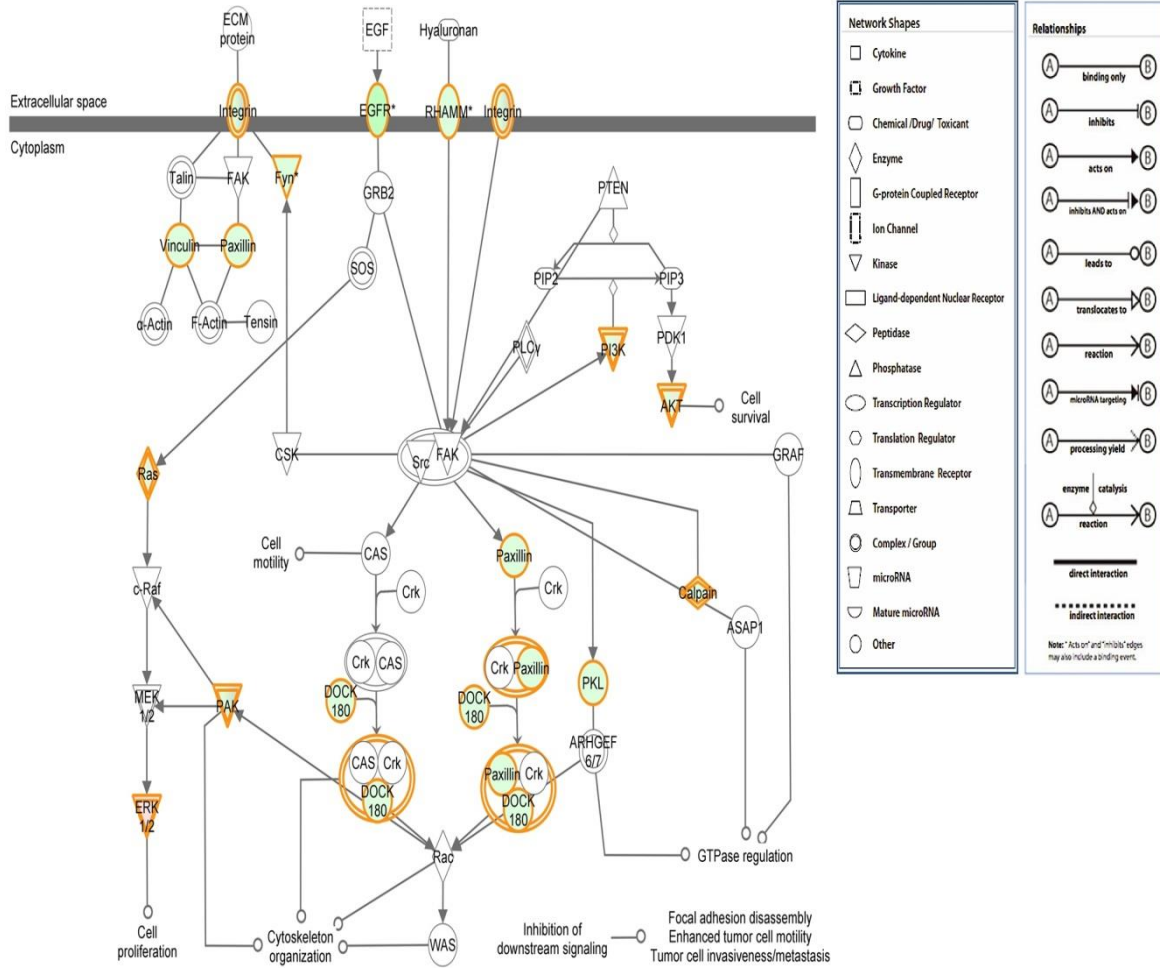 ECM
protein
EGF
Hyaluronan
Integrin
EGFR*
RHAMM*
Integrin
Extracellular space
Cytoplasm
Talin
FAK
Fyn*
GRB2
PTEN
Vinculin
Paxillin
SOS
PIP2
PIP3
α-Actin
F-Actin
Tensin
PLCγ
PI3K
PDK1
AKT
Cell
survival
Ras
CSK
Src
FAK
GRAF
Cell
motility
CAS
Paxillin
c-Raf
Crk
Crk
Calpain
ASAP1
Crk
CAS
Crk
Paxillin
PKL
MEK
1/2
PAK
DOCK
180
DOCK
180
ARHGEF
6/7
CAS
Crk
DOCK
180
Paxillin
Crk
DOCK
180
ERK
1/2
Rac
GTPase regulation
Cell
proliferation
Cytoskeleton
organization
WAS
Inhibition of
downstream signaling
Focal adhesion disassembly
Enhanced tumor cell motility
Tumor cell invasiveness/metastasis
Network Shapes
Cytokine
Growth Factor
Chemical /Drug/ Toxicant
Enzyme
G-protein Coupled Receptor
Ion Channel
Kinase
Ligand-dependent Nuclear Receptor
Peptidase
Phosphatase
Transcription Regulator
Translation Regulator
Transmembrane Receptor
Transporter
Complex / Group
microRNA
Mature microRNA
Other
Relationships
A B
binding only
A B
inhibits
A B
acts on
A B
inhibits AND acts on
A B
leads to
A B
translocates to
A B
reaction
A B
microRNA targeting
A B
processing yield
enzyme catalysis
A B
reaction
direct interaction
indirect interaction
Note: "Acts on" and "inhibits" edges
may also include a binding event.